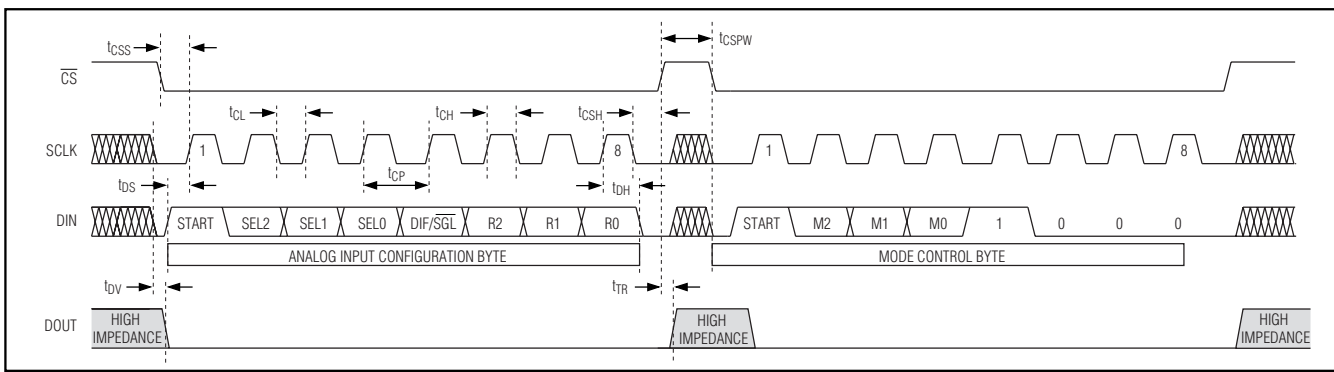 tCSS
tCSPW
CS
tCL
tCH
tCSH
SCLK
1
8
1
8
tCP
tDS
tDH
DIN
START SEL2 SEL1 SEL0 DIF/SGL R2 R1 R0
START M2 M1 M0 1 0 0 0
ANALOG INPUT CONFIGURATION BYTE
MODE CONTROL BYTE
tDV
tTR
DOUT
HIGH
IMPEDANCE
HIGH
IMPEDANCE
HIGH
IMPEDANCE